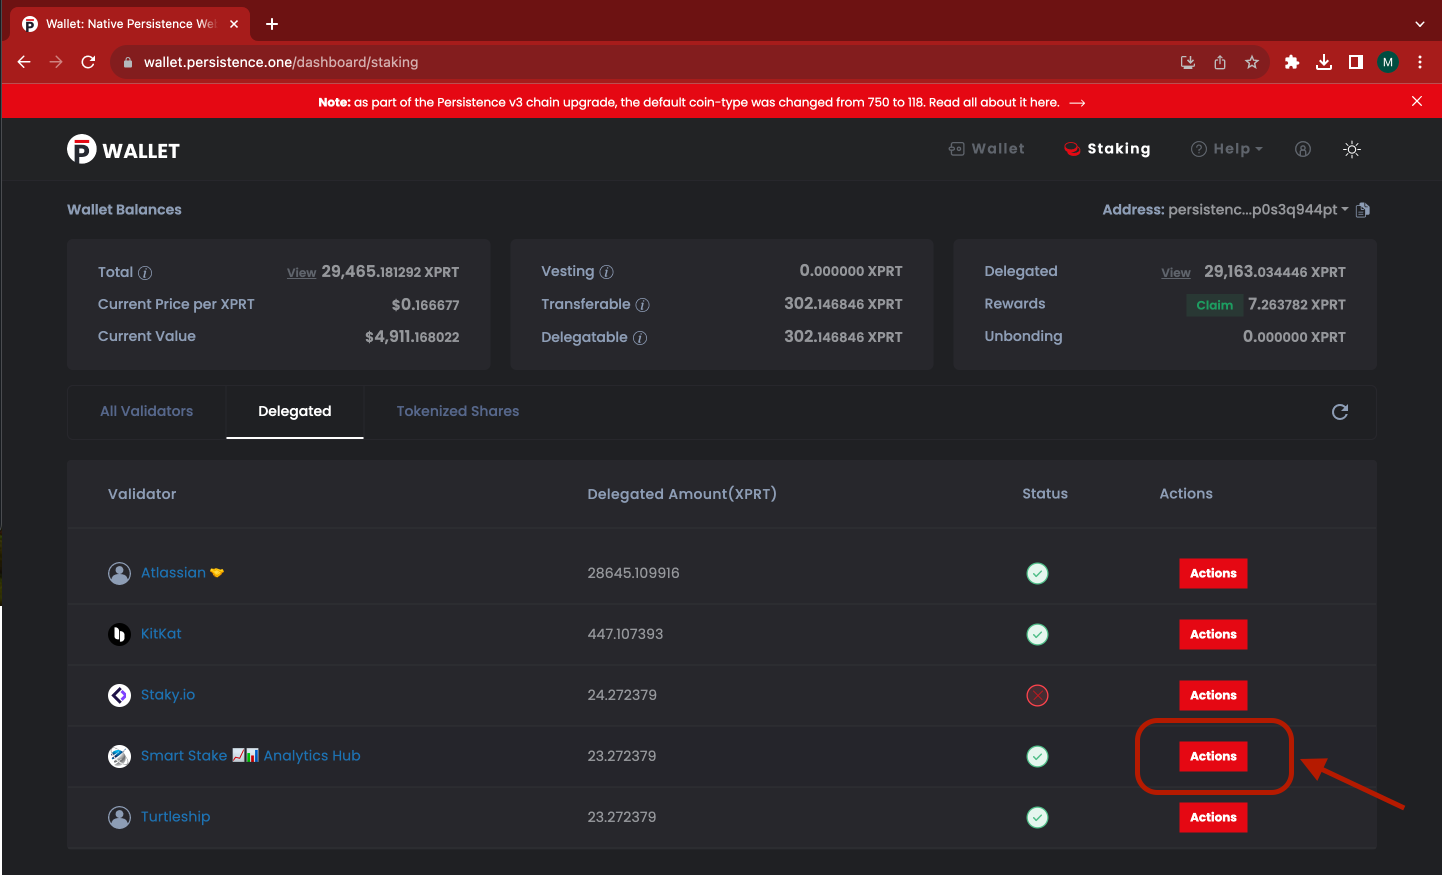 Wallet: Native Persistence We
wallet.persistence.one/dashboard/staking
M
Note: as part of the Persistence v3 chain upgrade, the default coin-type was changed from 750 to 118. Read all about it here.
WALLET
Wallet
Staking
Help
Wallet Balances
Address: persistenc...p0s3q944pt
Total View 29,465.181292 XPRT
Current Price per XPRT $0.166677
Current Value $4,911.168022
Vesting 0.000000 XPRT
Transferable 302.146846 XPRT
Delegatable 302.146846 XPRT
Delegated View 29,163.034446 XPRT
Rewards Claim 7.263782 XPRT
Unbonding 0.000000 XPRT
All Validators Delegated Tokenized Shares
Validator Delegated Amount(XPRT) Status Actions
Atlassian 28645.109916 Actions
KitKat 447.107393 Actions
Staky.io 24.272379 Actions
Smart Stake 📈📊 Analytics Hub 23.272379 Actions
Turtleship 23.272379 Actions